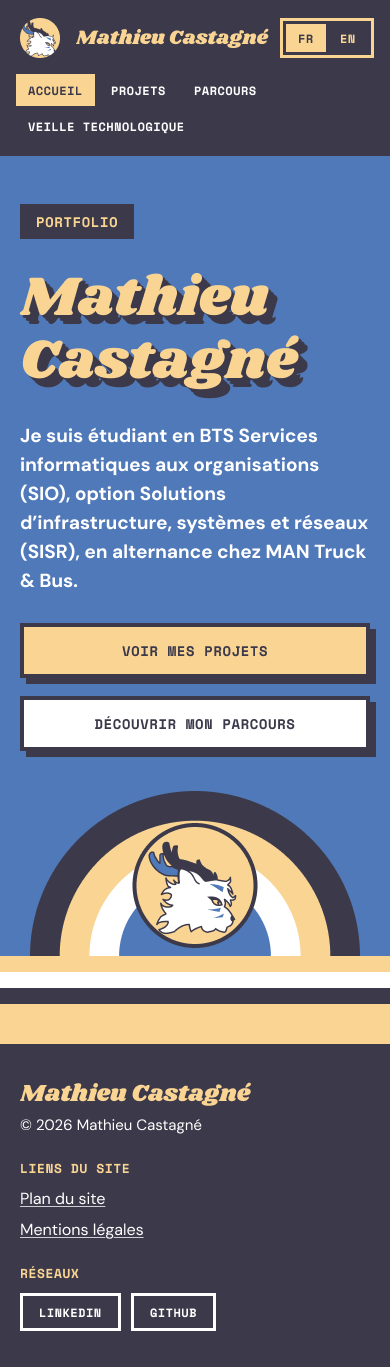 Mathieu Castagné
FR EN
ACCUEIL PROJETS PARCOURS
VEILLE TECHNOLOGIQUE
PORTFOLIO
Mathieu
Castagné
Je suis étudiant en BTS Services
informatiques aux organisations
(SIO), option Solutions
d’infrastructure, systèmes et réseaux
(SISR), en alternance chez MAN Truck
& Bus.
VOIR MES PROJETS
DÉCOUVRIR MON PARCOURS
Mathieu Castagné
© 2026 Mathieu Castagné
LIENS DU SITE
Plan du site
Mentions légales
RÉSEAUX
LINKEDIN GITHUB